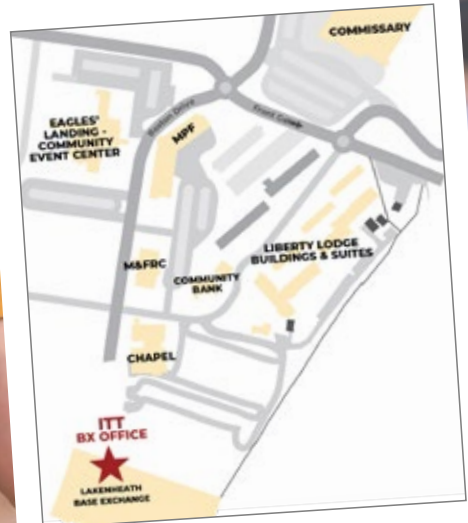 COMMISSARY
EAGLES'
LANDING -
COMMUNITY
EVENT CENTER
MPF
LIBERTY LODGE
BUILDINGS & SUITES
M&FRC
COMMUNITY
BANK
CHAPEL
ITT
BX OFFICE
LAKENHEATH
BASE EXCHANGE